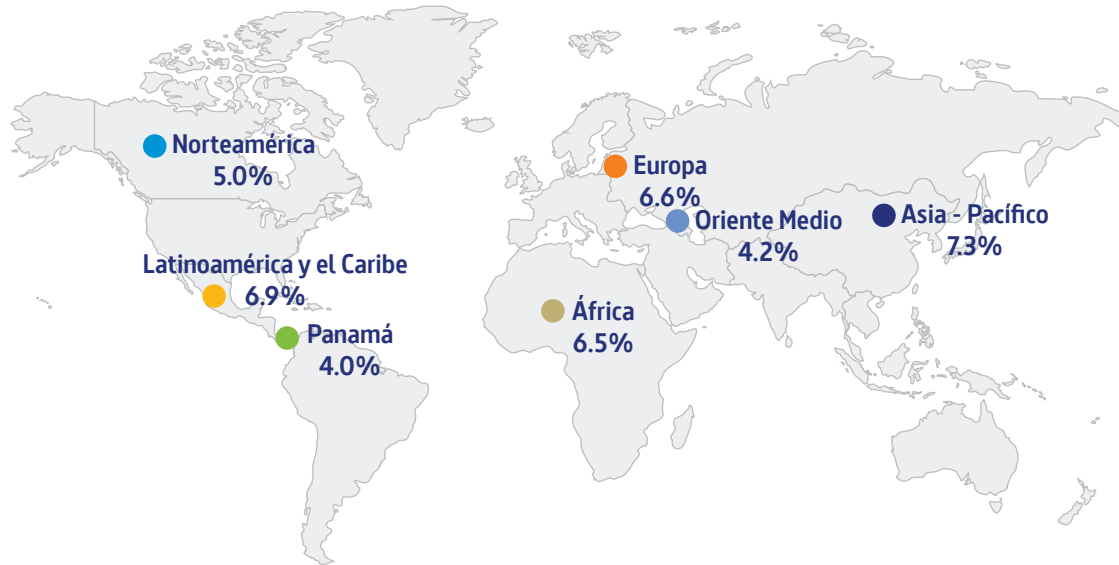 Norteamérica
5.0%
Europa
6.6%
Oriente Medio
4.2%
Asia - Pacífico
7.3%
Latinoamérica y el Caribe
6.9%
África
6.5%
Panamá
4.0%